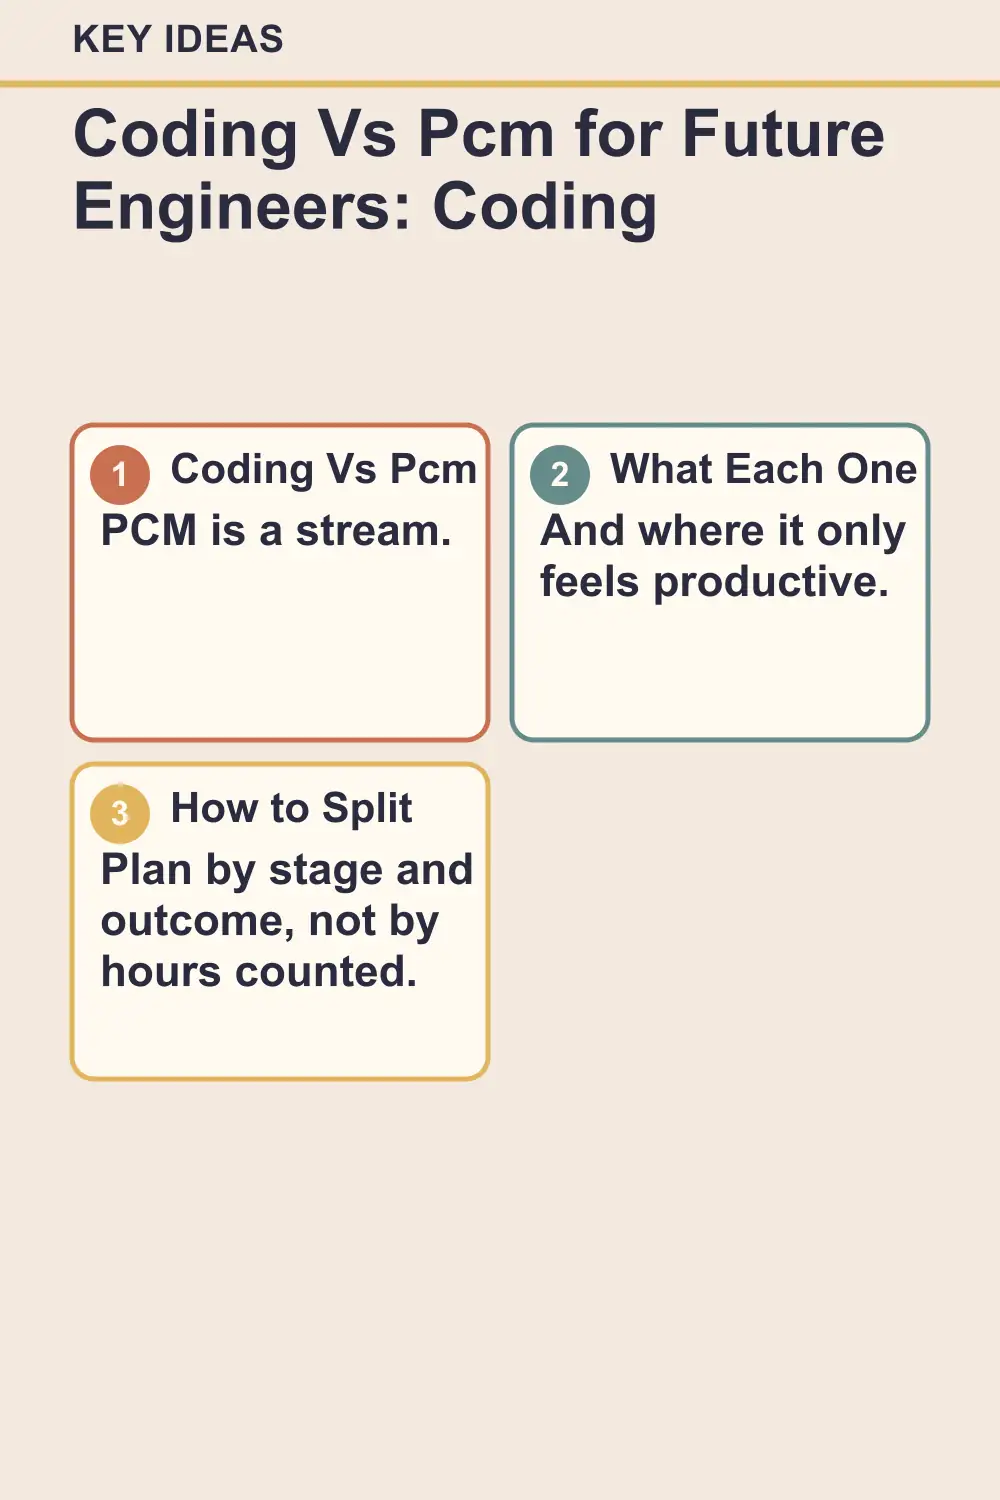 KEY IDEAS
Coding Vs Pcm for Future
Engineers: Coding
1 Coding Vs Pcm
PCM is a stream.
2 What Each One
And where it only
feels productive.
3 How to Split
Plan by stage and
outcome, not by
hours counted.